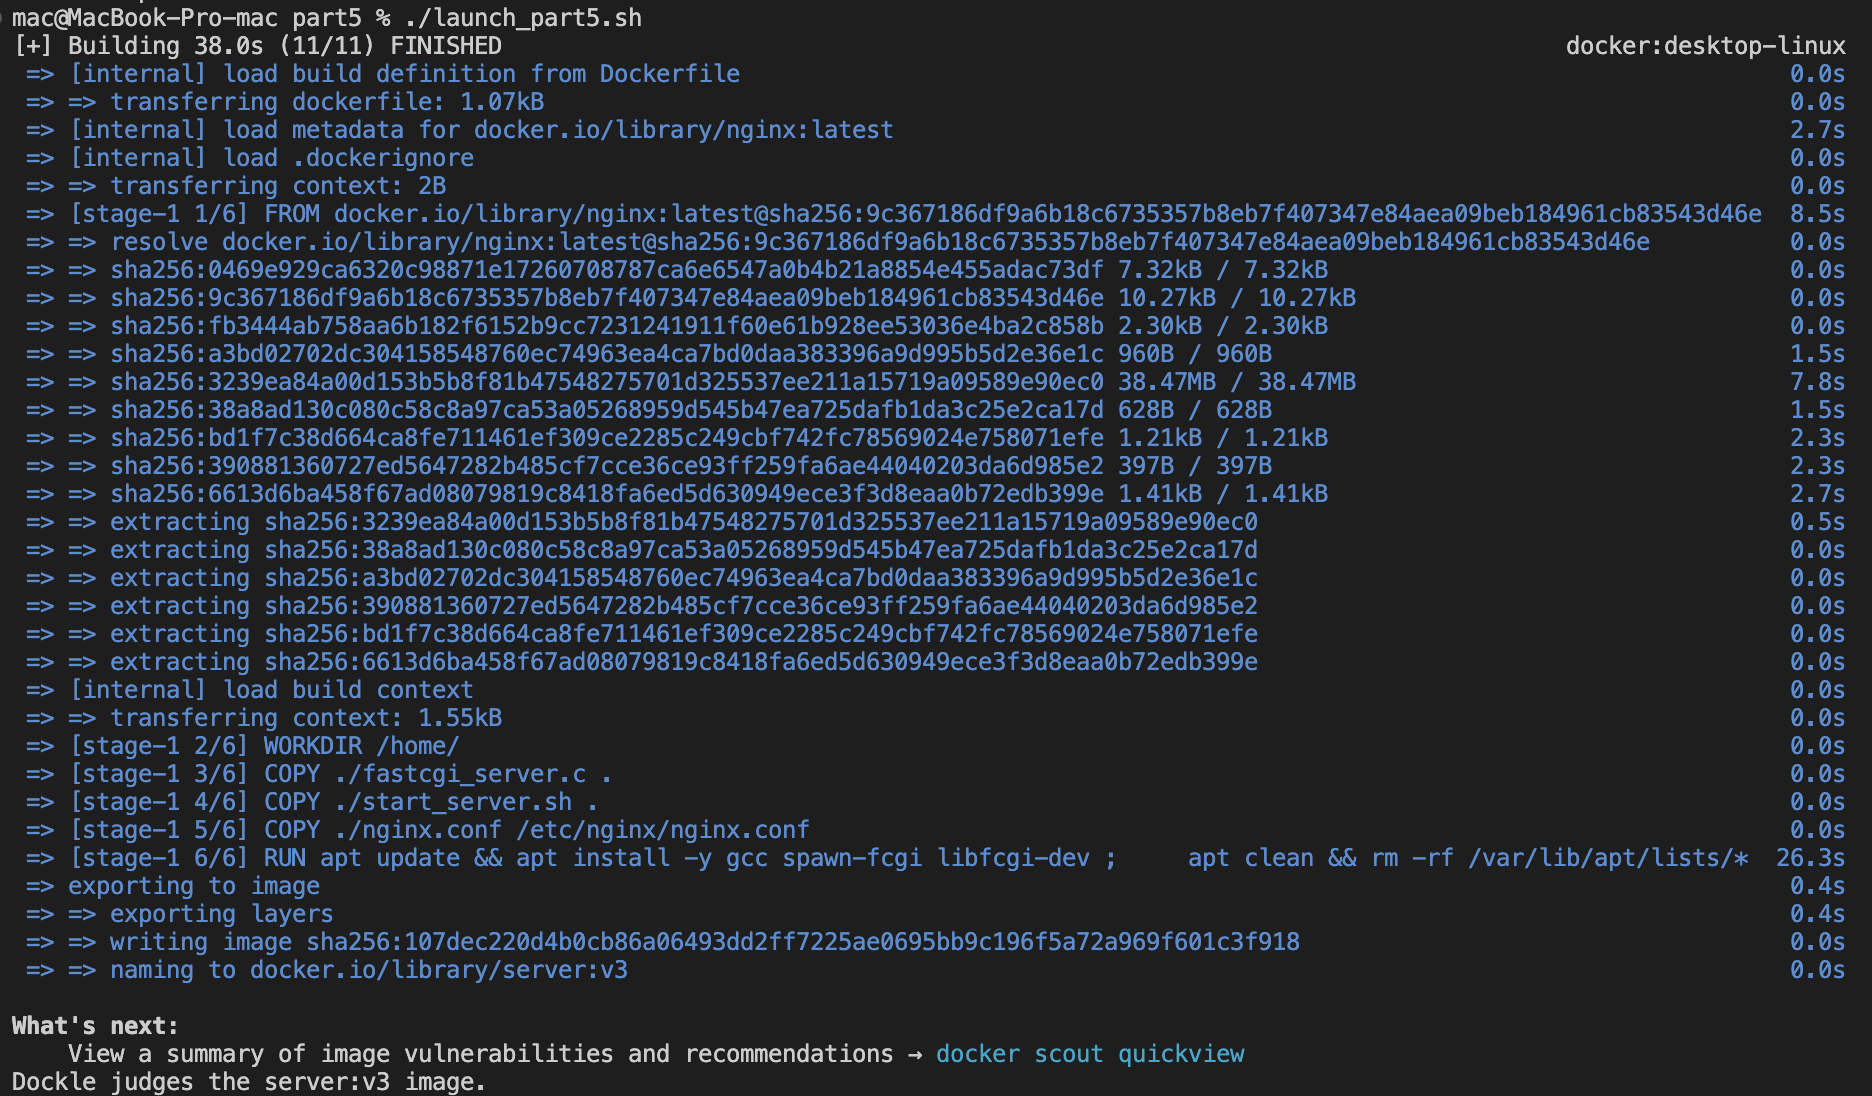 mac@MacBook-Pro-mac part5 % ./launch_part5.sh
[+] Building 38.0s (11/11) FINISHED docker:desktop-linux
=> [internal] load build definition from Dockerfile 0.0s
=> => transferring dockerfile: 1.07kB 0.0s
=> [internal] load metadata for docker.io/library/nginx:latest 2.7s
=> [internal] load .dockerignore 0.0s
=> => transferring context: 2B 0.0s
=> [stage-1 1/6] FROM docker.io/library/nginx:latest@sha256:9c367186df9a6b18c6735357b8eb7f407347e84aea09beb184961cb83543d46e 8.5s
=> => resolve docker.io/library/nginx:latest@sha256:9c367186df9a6b18c6735357b8eb7f407347e84aea09beb184961cb83543d46e 0.0s
=> => sha256:0469e929ca6320c98871e17260708787ca6e6547a0b4b21a8854e455adac73df 7.32kB / 7.32kB 0.0s
=> => sha256:9c367186df9a6b18c6735357b8eb7f407347e84aea09beb184961cb83543d46e 10.27kB / 10.27kB 0.0s
=> => sha256:fb3444ab758aa6b182f6152b9cc7231241911f60e61b928ee53036e4ba2c858b 2.30kB / 2.30kB 0.0s
=> => sha256:a3bd02702dc304158548760ec74963ea4ca7bd0daa383396a9d995b5d2e36e1c 960B / 960B 1.5s
=> => sha256:3239ea84a00d153b5b8f81b47548275701d325537ee211a15719a09589e90ec0 38.47MB / 38.47MB 7.8s
=> => sha256:38a8ad130c080c58c8a97ca53a05268959d545b47ea725dafb1da3c25e2ca17d 628B / 628B 1.5s
=> => sha256:bd1f7c38d664ca8fe711461ef309ce2285c249cbf742fc78569024e758071efe 1.21kB / 1.21kB 2.3s
=> => sha256:390881360727ed5647282b485cf7cce36ce93ff259fa6ae44040203da6d985e2 397B / 397B 2.3s
=> => sha256:6613d6ba458f67ad08079819c8418fa6ed5d630949ece3f3d8eaa0b72edb399e 1.41kB / 1.41kB 2.7s
=> => extracting sha256:3239ea84a00d153b5b8f81b47548275701d325537ee211a15719a09589e90ec0 0.5s
=> => extracting sha256:38a8ad130c080c58c8a97ca53a05268959d545b47ea725dafb1da3c25e2ca17d 0.0s
=> => extracting sha256:a3bd02702dc304158548760ec74963ea4ca7bd0daa383396a9d995b5d2e36e1c 0.0s
=> => extracting sha256:390881360727ed5647282b485cf7cce36ce93ff259fa6ae44040203da6d985e2 0.0s
=> => extracting sha256:bd1f7c38d664ca8fe711461ef309ce2285c249cbf742fc78569024e758071efe 0.0s
=> => extracting sha256:6613d6ba458f67ad08079819c8418fa6ed5d630949ece3f3d8eaa0b72edb399e 0.0s
=> [internal] load build context 0.0s
=> => transferring context: 1.55kB 0.0s
=> [stage-1 2/6] WORKDIR /home/ 0.0s
=> [stage-1 3/6] COPY ./fastcgi_server.c . 0.0s
=> [stage-1 4/6] COPY ./start_server.sh . 0.0s
=> [stage-1 5/6] COPY ./nginx.conf /etc/nginx/nginx.conf 0.0s
=> [stage-1 6/6] RUN apt update && apt install -y gcc spawn-fcgi libfcgi-dev ; apt clean && rm -rf /var/lib/apt/lists/* 26.3s
=> exporting to image 0.4s
=> => exporting layers 0.4s
=> => writing image sha256:107dec220d4b0cb86a06493dd2ff7225ae0695bb9c196f5a72a969f601c3f918 0.0s
=> => naming to docker.io/library/server:v3 0.0s
What's next:
View a summary of image vulnerabilities and recommendations → docker scout quickview
Dockle judges the server:v3 image.